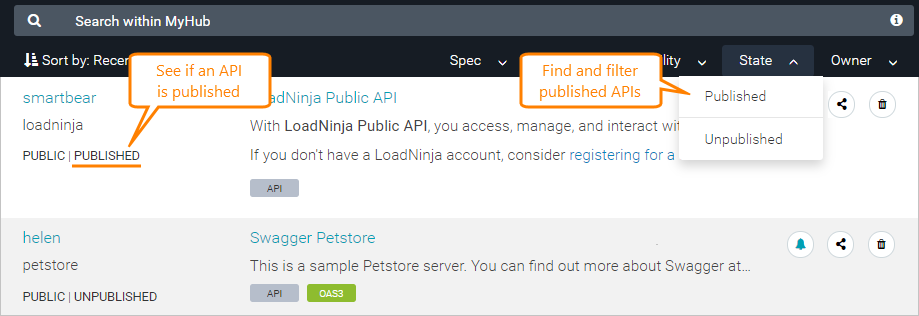 Search within MyHub
Sort by: Recen
Spec
ility
State
Owner
See if an API
is published
Find and filter
published APIs
Published
Unpublished
smartbear
loadninja
PUBLIC | PUBLISHED
adNinja Public API
With LoadNinja Public API, you access, manage, and interact wit
If you don't have a LoadNinja account, consider registering for a
API
helen
petstore
PUBLIC | UNPUBLISHED
Swagger Petstore
This is a sample Petstore server. You can find out more about Swagger at...
API
OAS3